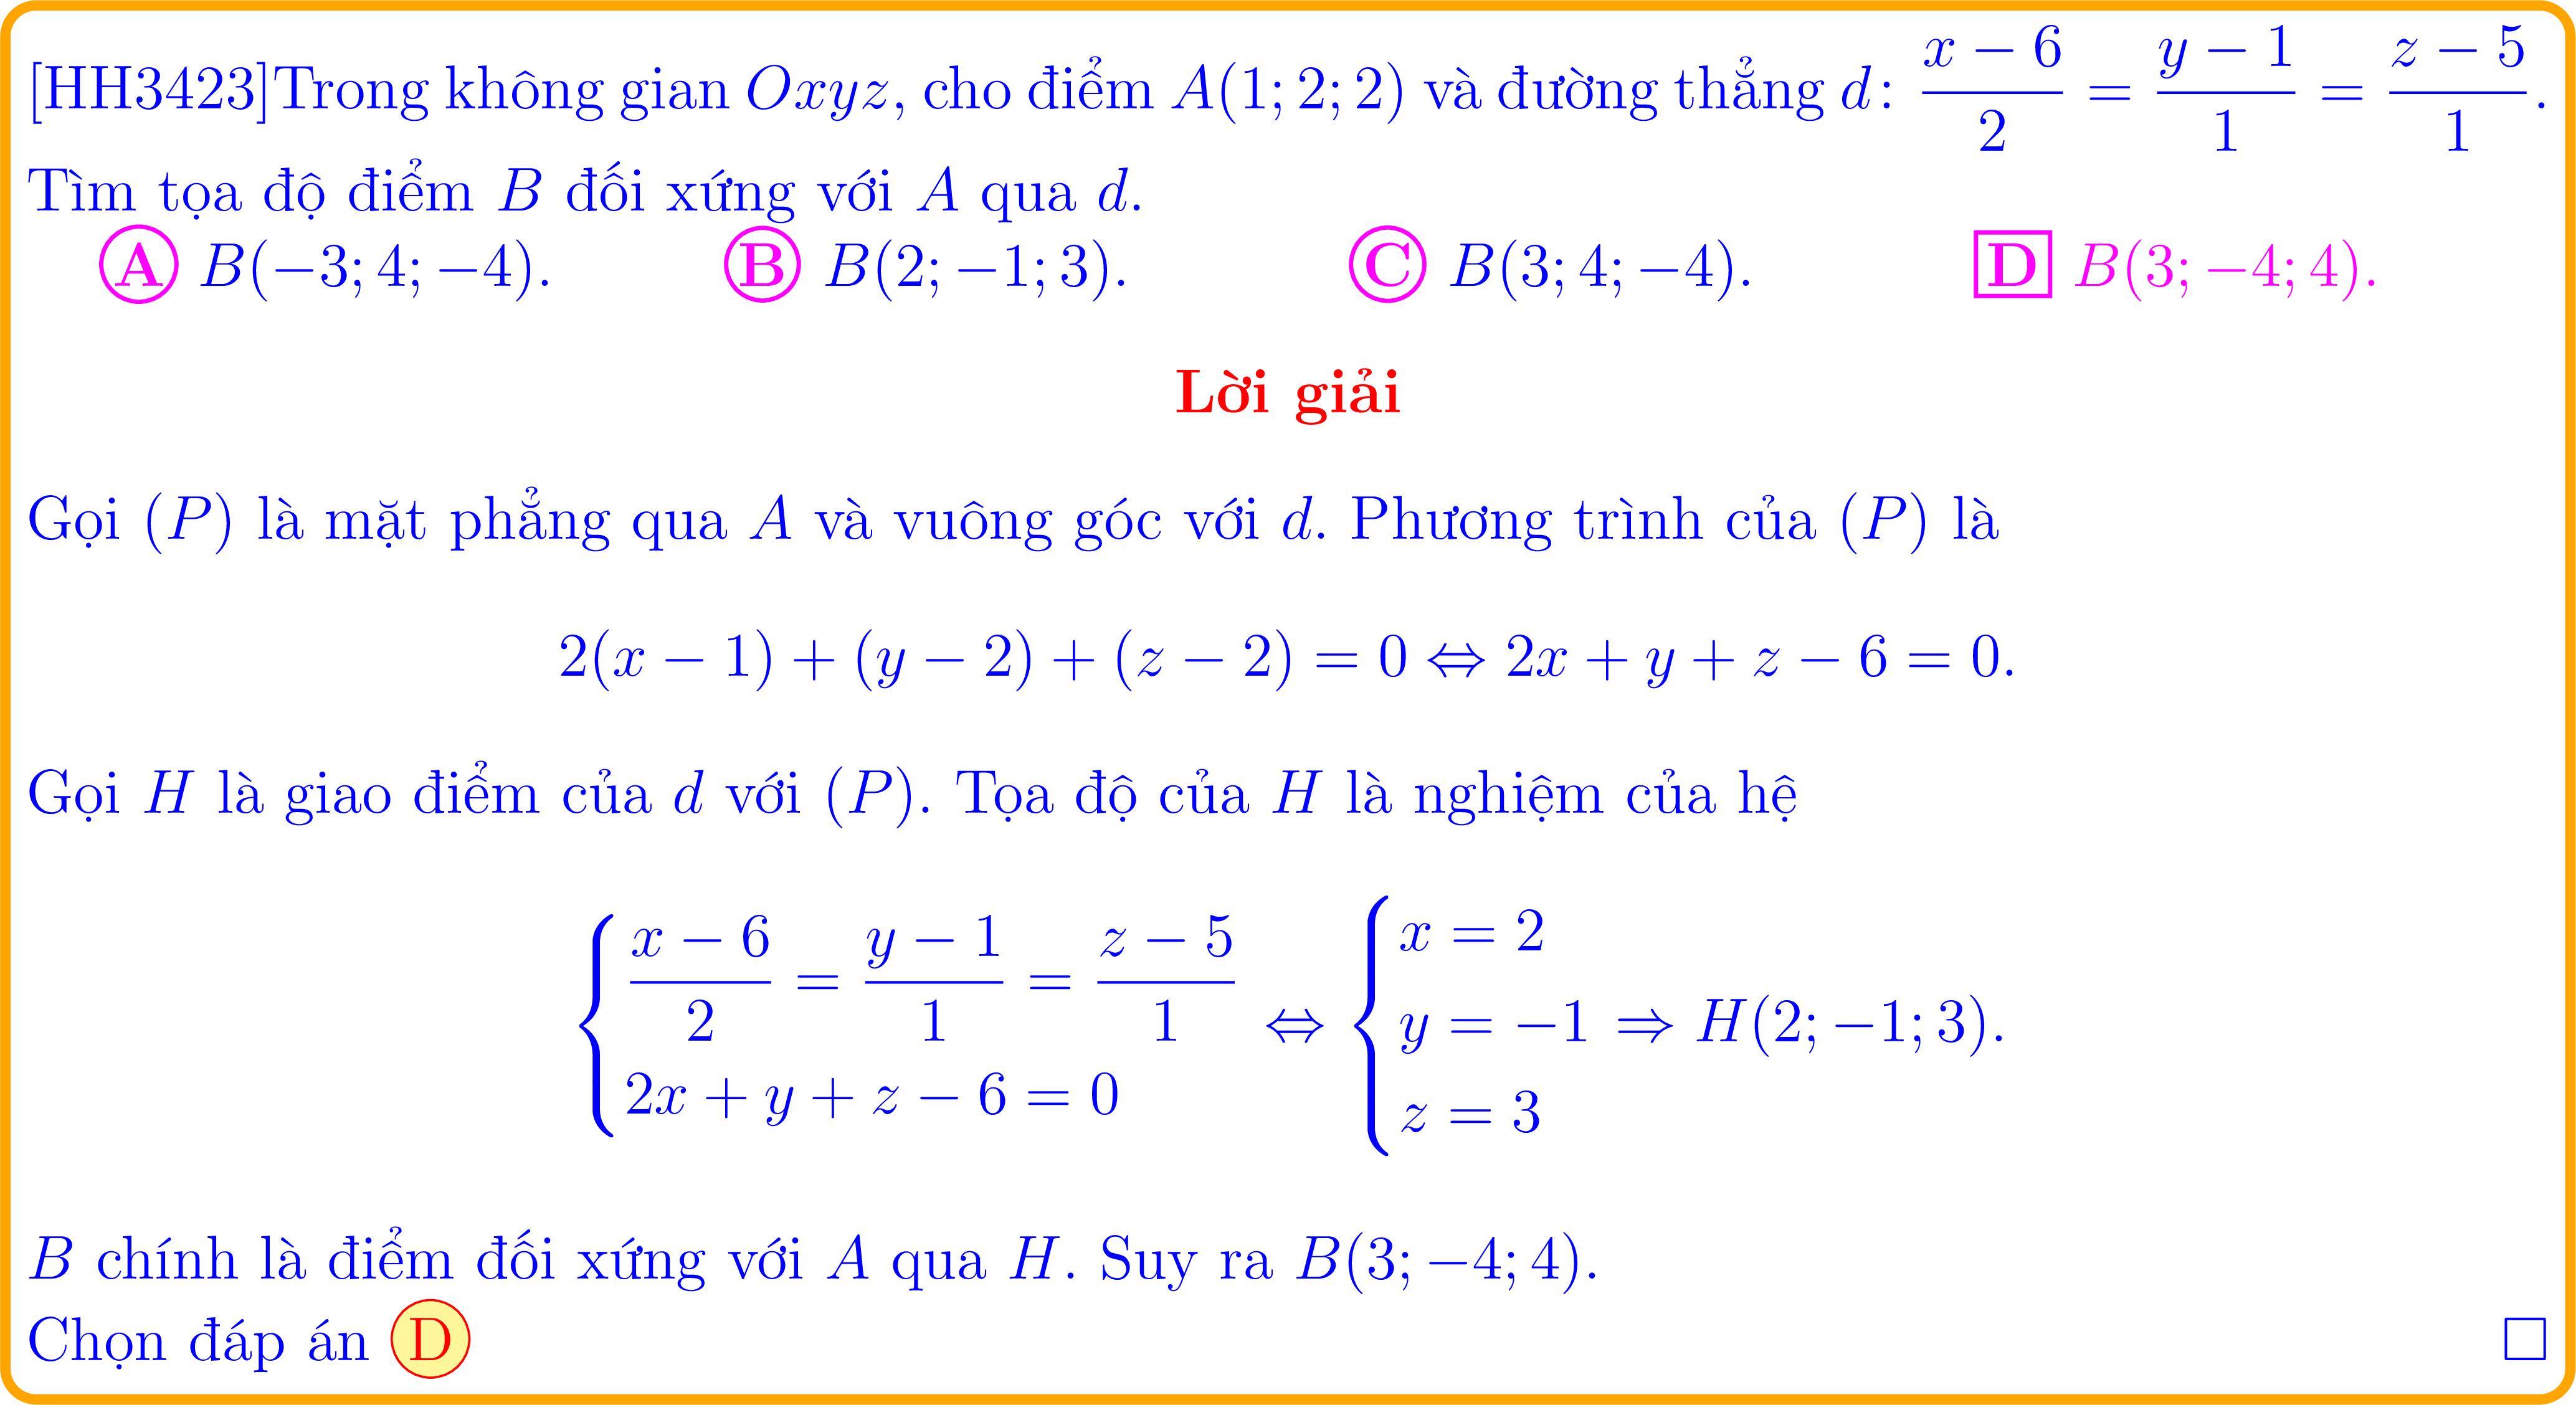 [HH3423]Trong không gian Oxyz, cho điểm A(1; 2; 2) và đường thẳng d: \frac{x − 6}{2} = \frac{y − 1}{1} = \frac{z − 5}{1}.
Tìm tọa độ điểm B đối xứng với A qua d.
A B(−3; 4; −4). B B(2; −1; 3). C B(3; 4; −4). D B(3; −4; 4).
Lời giải
Gọi (P) là mặt phẳng qua A và vuông góc với d. Phương trình của (P) là
2(x − 1) + (y − 2) + (z − 2) = 0 ⇔ 2x + y + z − 6 = 0.
Gọi H là giao điểm của d với (P). Tọa độ của H là nghiệm của hệ
\begin{cases} \frac{x − 6}{2} = \frac{y − 1}{1} = \frac{z − 5}{1} \\ 2x + y + z − 6 = 0 \end{cases} ⇔ \begin{cases} x = 2 \\ y = −1 \\ z = 3 \end{cases} ⇒ H(2; −1; 3).
B chính là điểm đối xứng với A qua H. Suy ra B(3; −4; 4).
Chọn đáp án D □